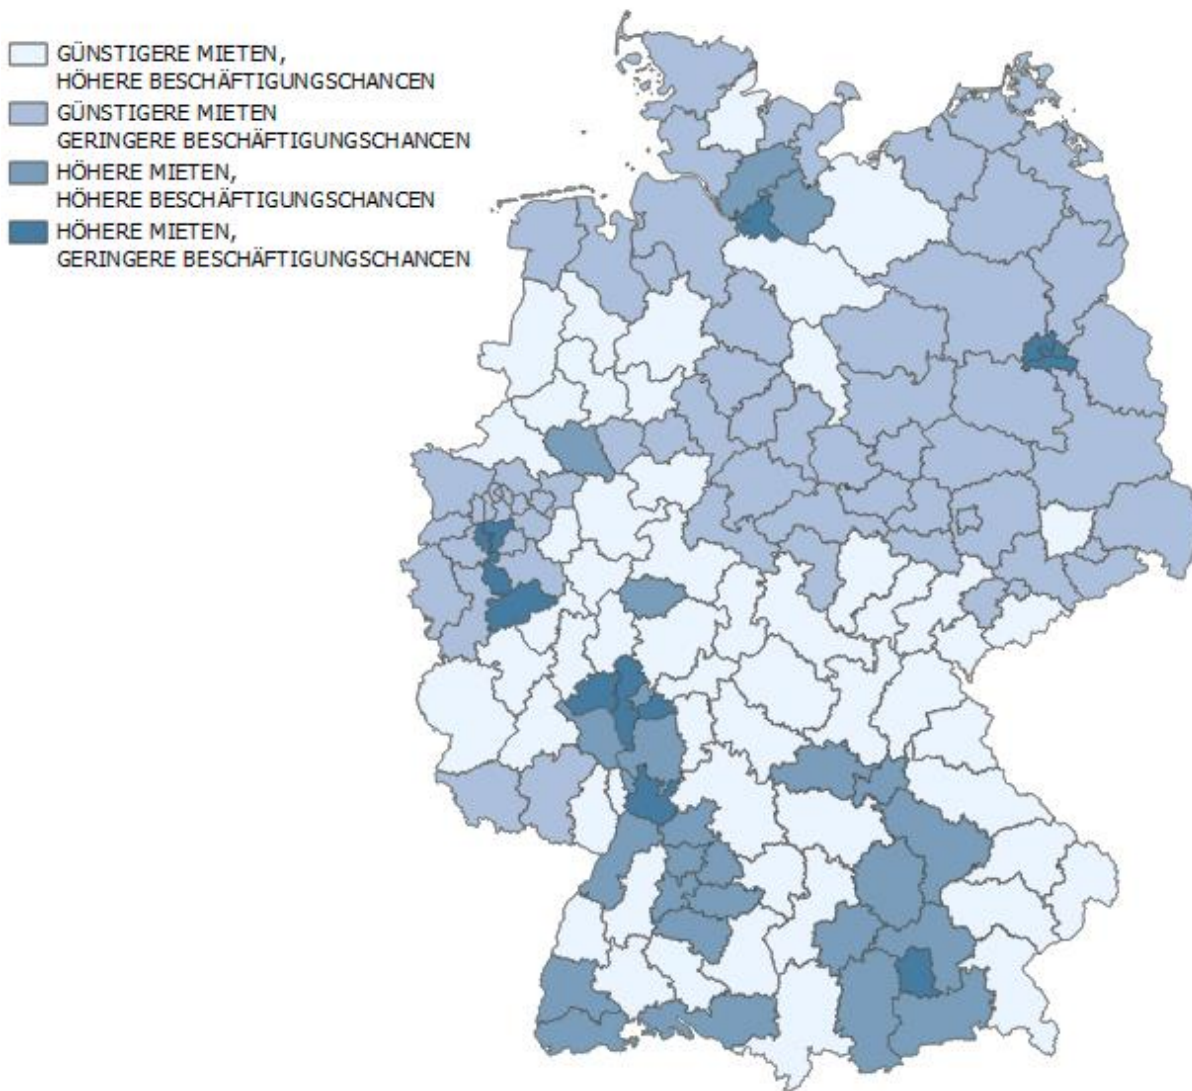 GÜNSTIGERE MIETEN,
HÖHERE BESCHÄFTIGUNGSCHANCEN
GÜNSTIGERE MIETEN
GERINGERE BESCHÄFTIGUNGSCHANCEN
HÖHERE MIETEN,
HÖHERE BESCHÄFTIGUNGSCHANCEN
HÖHERE MIETEN,
GERINGERE BESCHÄFTIGUNGSCHANCEN